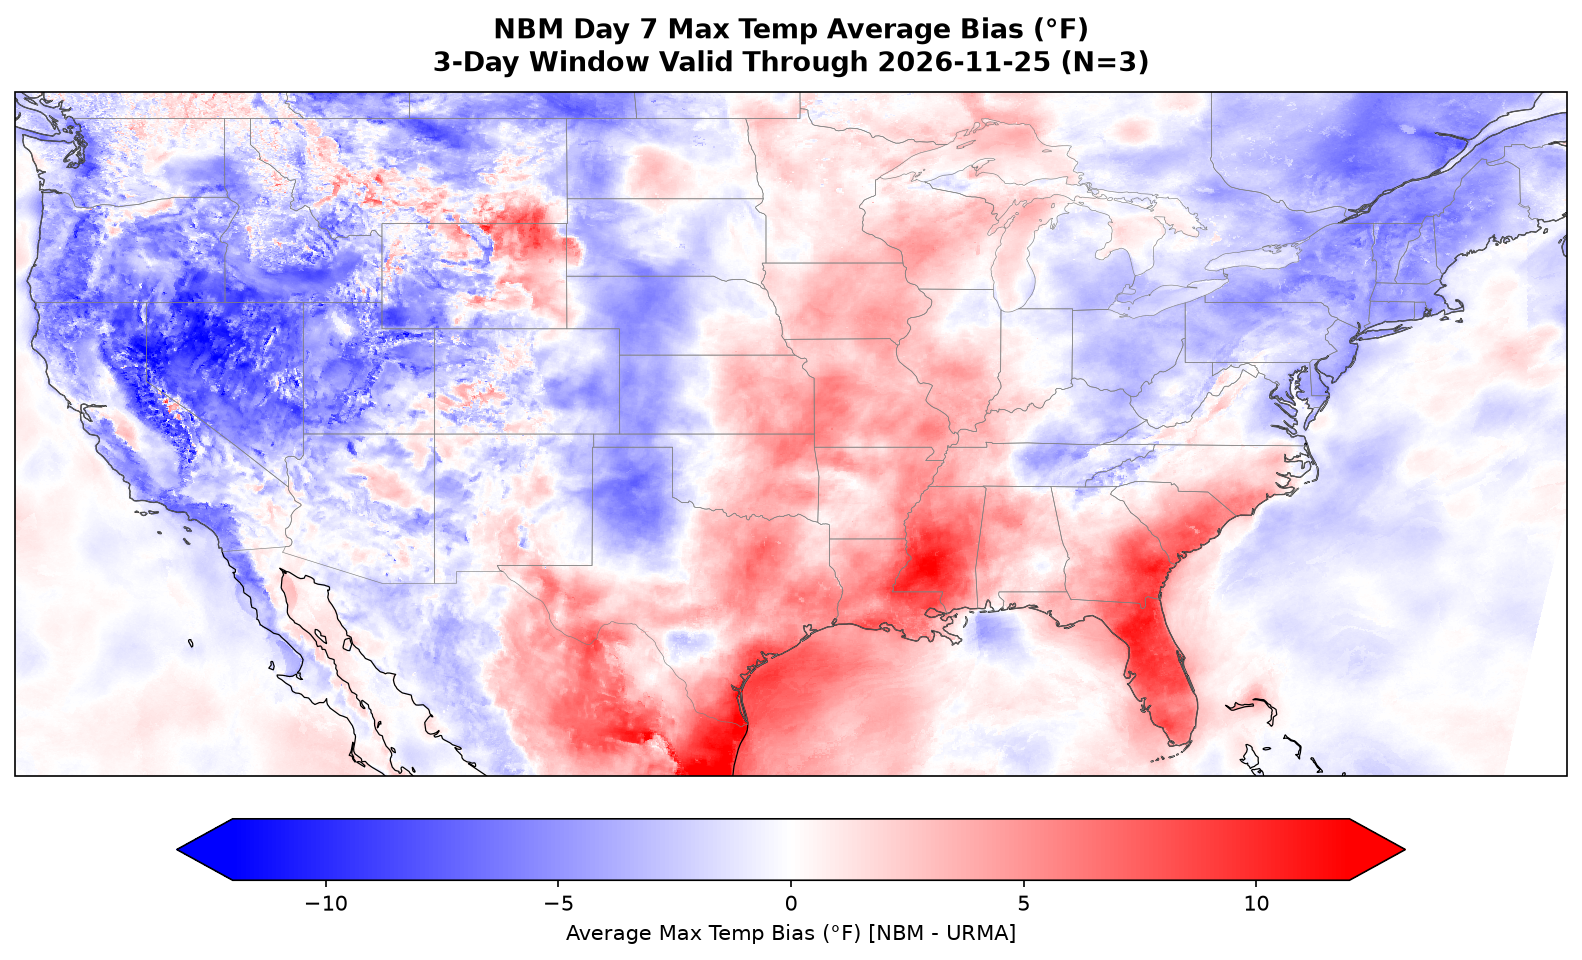 NBM Day 7 Max Temp Average Bias (°F)
3-Day Window Valid Through 2026-11-25 (N=3)
−10 −5 0 5 10
Average Max Temp Bias (°F) [NBM - URMA]